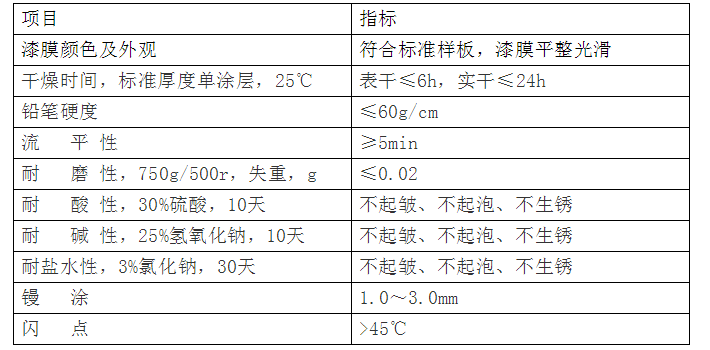 项目 指标
漆膜颜色及外观 符合标准样板，漆膜平整光滑
干燥时间，标准厚度单涂层，25℃ 表干≤6h，实干≤24h
铅笔硬度 ≤60g/cm
流 平 性 ≥5min
耐 磨 性，750g/500r，失重，g ≤0.02
耐 酸 性，30%硫酸，10天 不起皱、不起泡、不生锈
耐 碱 性，25%氢氧化钠，10天 不起皱、不起泡、不生锈
耐盐水性，3%氯化钠，30天 不起皱、不起泡、不生锈
镘 涂 1.0～3.0mm
闪 点 >45℃